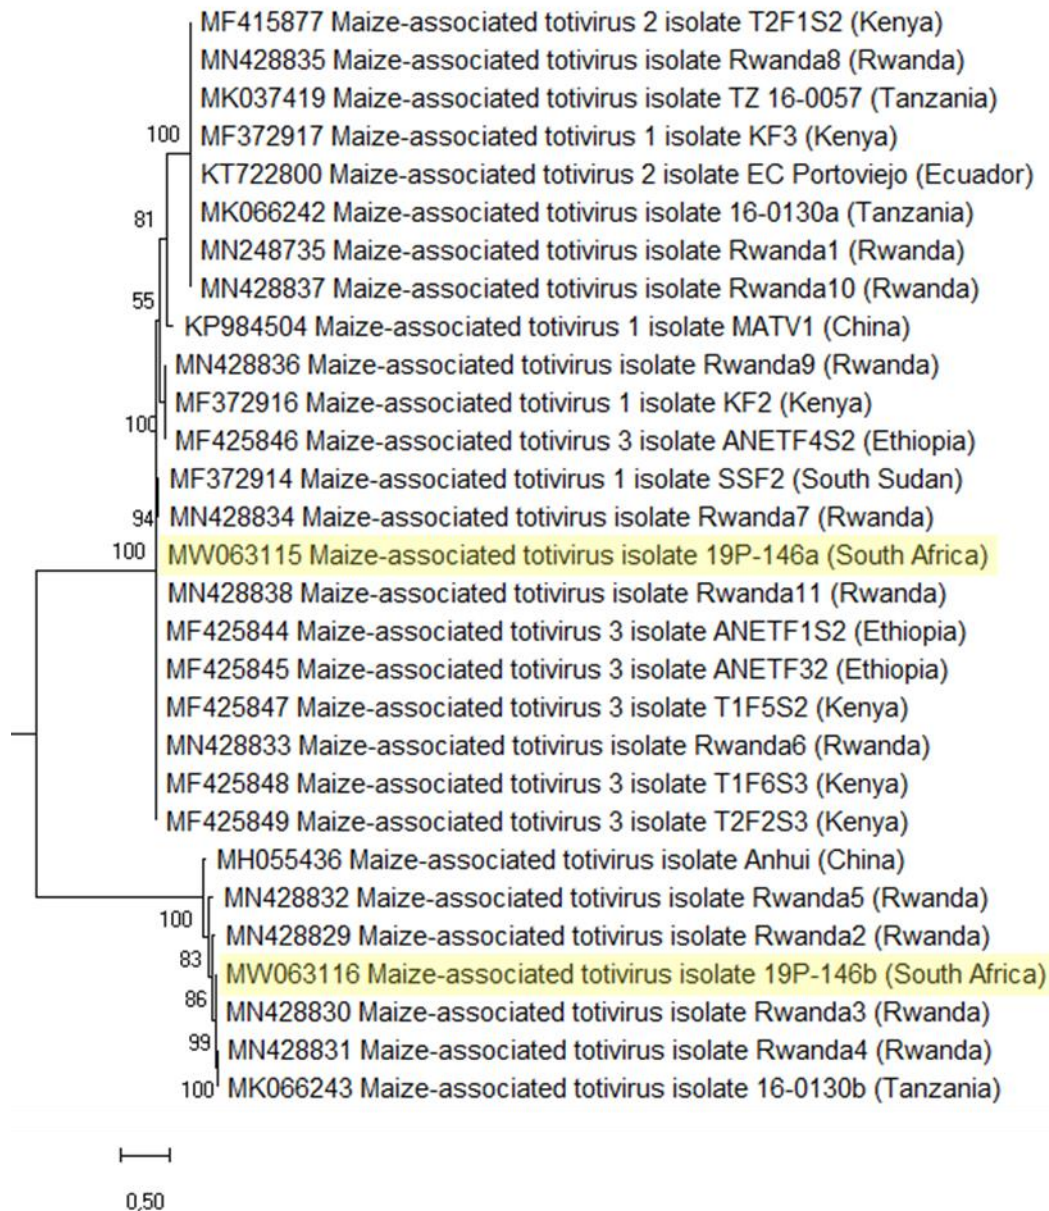 MF415877 Maize-associated totivirus 2 isolate T2F1S2 (Kenya)
MN428835 Maize-associated totivirus isolate Rwanda8 (Rwanda)
MK037419 Maize-associated totivirus isolate TZ 16-0057 (Tanzania)
100
MF372917 Maize-associated totivirus 1 isolate KF3 (Kenya)
KT722800 Maize-associated totivirus 2 isolate EC Portoviejo (Ecuador)
81
MK066242 Maize-associated totivirus isolate 16-0130a (Tanzania)
MN248735 Maize-associated totivirus isolate Rwanda1 (Rwanda)
55
MN428837 Maize-associated totivirus isolate Rwanda10 (Rwanda)
KP984504 Maize-associated totivirus 1 isolate MATV1 (China)
MN428836 Maize-associated totivirus isolate Rwanda9 (Rwanda)
MF372916 Maize-associated totivirus 1 isolate KF2 (Kenya)
100
MF425846 Maize-associated totivirus 3 isolate ANETF4S2 (Ethiopia)
MF372914 Maize-associated totivirus 1 isolate SSF2 (South Sudan)
94
MN428834 Maize-associated totivirus isolate Rwanda7 (Rwanda)
100
MW063115 Maize-associated totivirus isolate 19P-146a (South Africa)
MN428838 Maize-associated totivirus isolate Rwanda11 (Rwanda)
MF425844 Maize-associated totivirus 3 isolate ANETF1S2 (Ethiopia)
MF425845 Maize-associated totivirus 3 isolate ANETF32 (Ethiopia)
MF425847 Maize-associated totivirus 3 isolate T1F5S2 (Kenya)
MN428833 Maize-associated totivirus isolate Rwanda6 (Rwanda)
MF425848 Maize-associated totivirus 3 isolate T1F6S3 (Kenya)
MF425849 Maize-associated totivirus 3 isolate T2F2S3 (Kenya)
MH055436 Maize-associated totivirus isolate Anhui (China)
MN428832 Maize-associated totivirus isolate Rwanda5 (Rwanda)
100
MN428829 Maize-associated totivirus isolate Rwanda2 (Rwanda)
83
MW063116 Maize-associated totivirus isolate 19P-146b (South Africa)
86
MN428830 Maize-associated totivirus isolate Rwanda3 (Rwanda)
99
MN428831 Maize-associated totivirus isolate Rwanda4 (Rwanda)
100
MK066243 Maize-associated totivirus isolate 16-0130b (Tanzania)
0,50